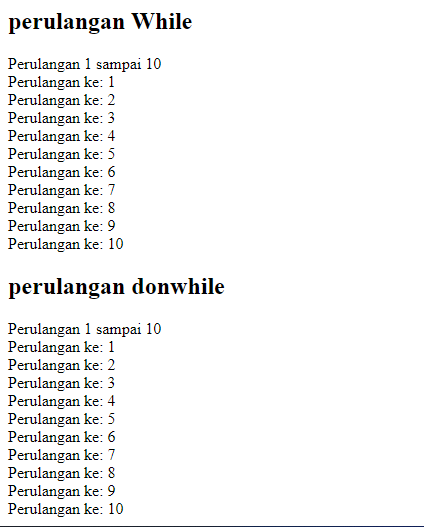 perulangan While
Perulangan 1 sampai 10
Perulangan ke: 1
Perulangan ke: 2
Perulangan ke: 3
Perulangan ke: 4
Perulangan ke: 5
Perulangan ke: 6
Perulangan ke: 7
Perulangan ke: 8
Perulangan ke: 9
Perulangan ke: 10
perulangan donwhile
Perulangan 1 sampai 10
Perulangan ke: 1
Perulangan ke: 2
Perulangan ke: 3
Perulangan ke: 4
Perulangan ke: 5
Perulangan ke: 6
Perulangan ke: 7
Perulangan ke: 8
Perulangan ke: 9
Perulangan ke: 10